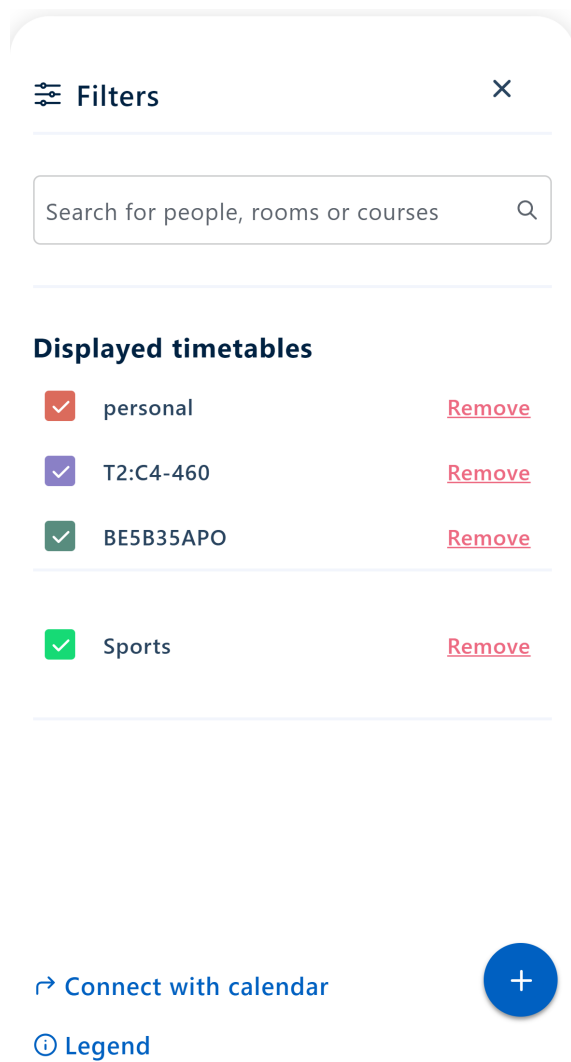 Filters
Search for people, rooms or courses
Displayed timetables
personal Remove
T2:C4-460 Remove
BE5B35APO Remove
Sports Remove
Connect with calendar
Legend